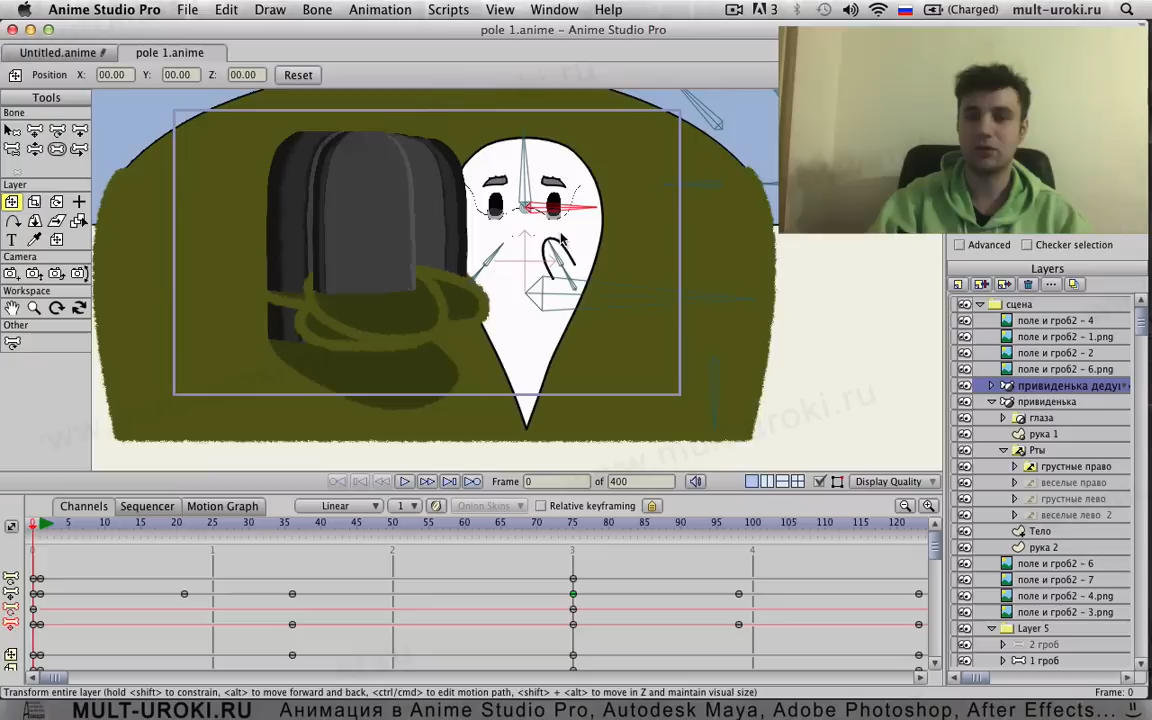 Anime Studio Pro File Edit Draw Bone Animation Scripts View Window Help 3 (Charged) mult-uroki.ru
pole 1.anime – Anime Studio Pro
Untitled.anime # pole 1.anime
Position X: 00.00 Y: 00.00 Z: 00.00 Reset
Tools
Bone
Layer
Camera
Workspace
Other
Advanced Checker selection
Layers
сцена
поле и гроб2 - 4
поле и гроб2 - 1.png
поле и гроб2 - 2
поле и гроб2 - 6.png
привиденька
глаза
рука 1
Рты
грустные право
веселые право
грустные лево
веселые лево 2
Тело
рука 2
поле и гроб2 - 6
поле и гроб2 - 7
поле и гроб2 - 4.png
поле и гроб2 - 3.png
Layer 5
2 гроб
1 гроб
www.mult-uroki.ru
Frame 0 of 400 Display Quality
Channels Sequencer Motion Graph Linear 1 Onion Skins Relative keyframing
0 5 10 15 20 25 30 35 40 45 50 55 60 65 70 75 80 85 90 95 100 105 110 115 120
0 1 2 3 4
Transform entire layer (hold <shift> to constrain, <alt> to move forward and back, <ctrl/cmd> to edit motion path, <shift> + <alt> to move in Z and maintain visual size) Frame: 0
MULT-UROKI.RU Анимация в Anime Studio Pro, Autodesk Maya, Adobe Photoshop, After Effects...